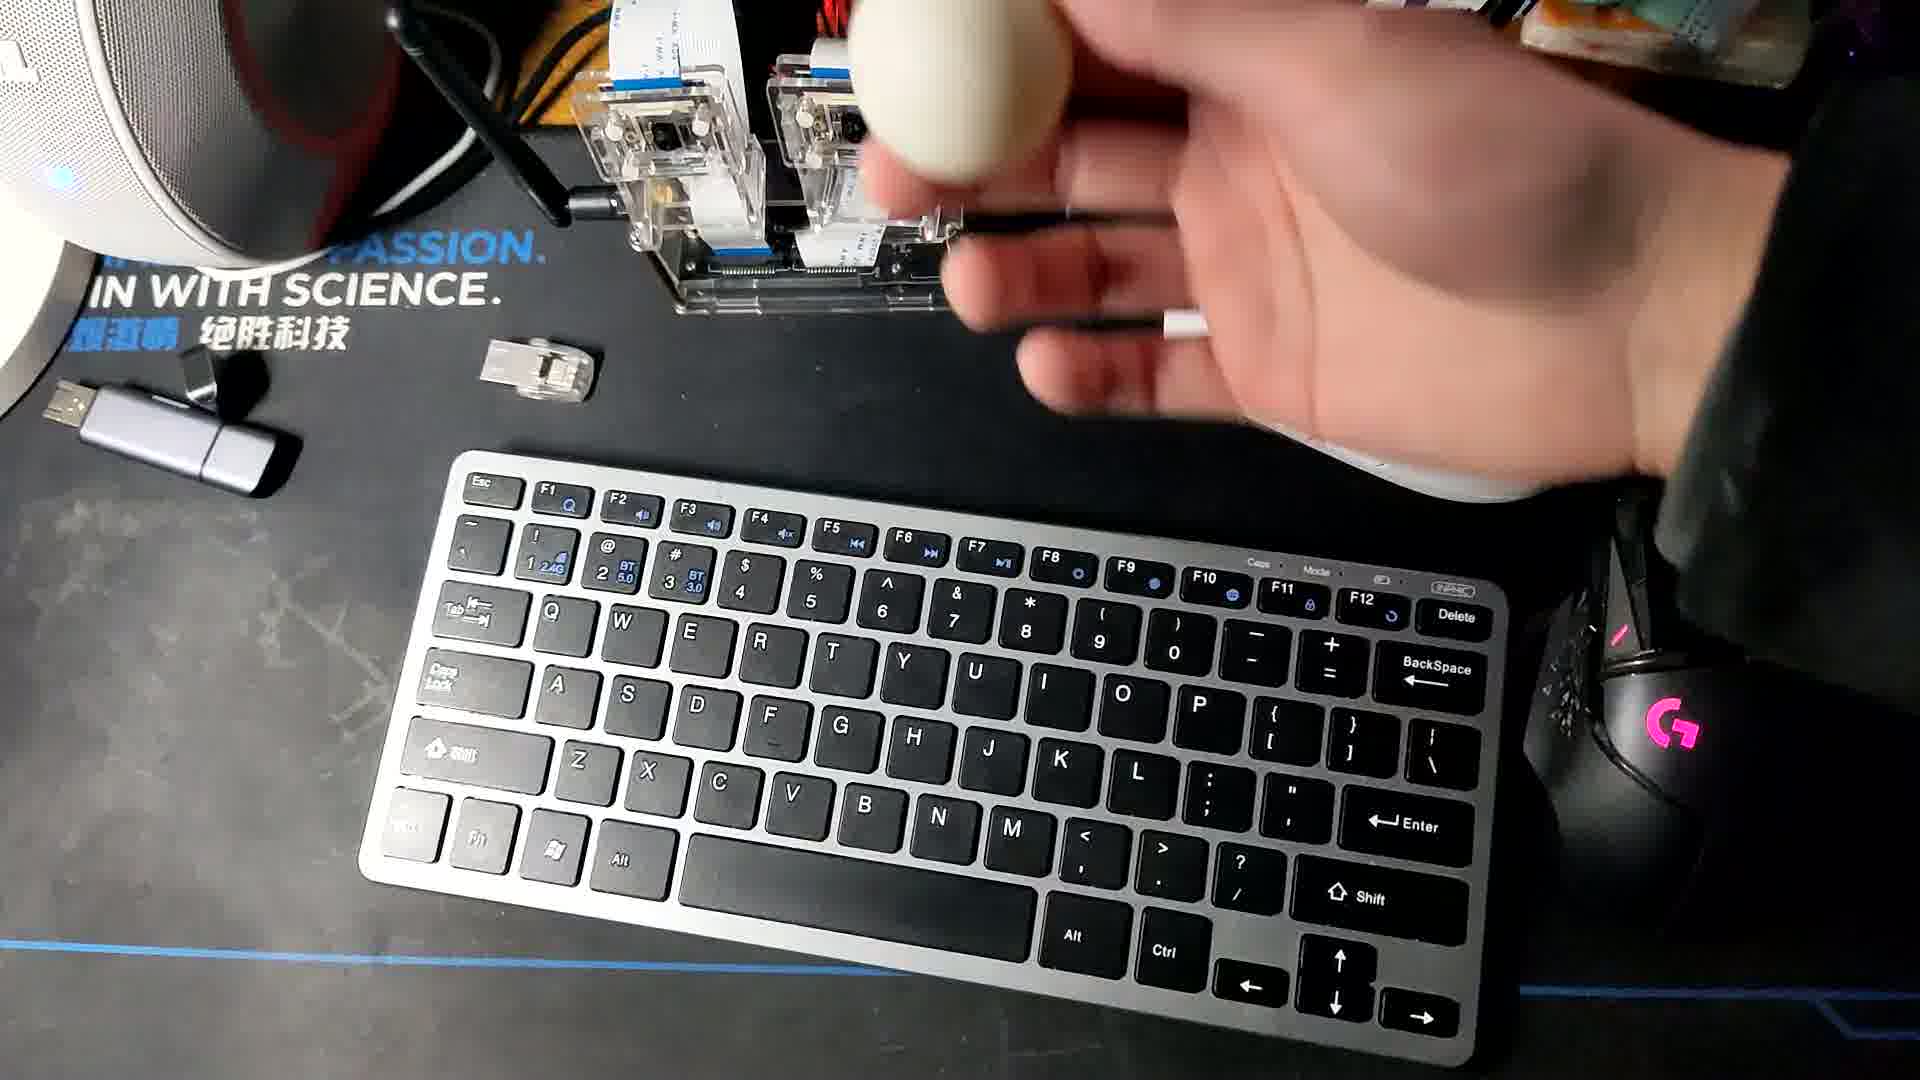 PASSION.
IN WITH SCIENCE.
绝胜科技
Esc F1 F2 F3 F4 F5 F6 F7 F8 F9 F10 F11 F12 Delete
Caps Mode INPHIC
~ ! @ # $ % ^ & * ( ) — +
` 1 2.4G 2 BT 5.0 3 BT 3.0 4 5 6 7 8 9 0 - = BackSpace
Tab Q W E R T Y U I O P { [ } ] | \
Caps Lock A S D F G H J K L : ; " ' Enter
Z X C V B N M < , > . ? / Shift
Alt Alt Ctrl
G